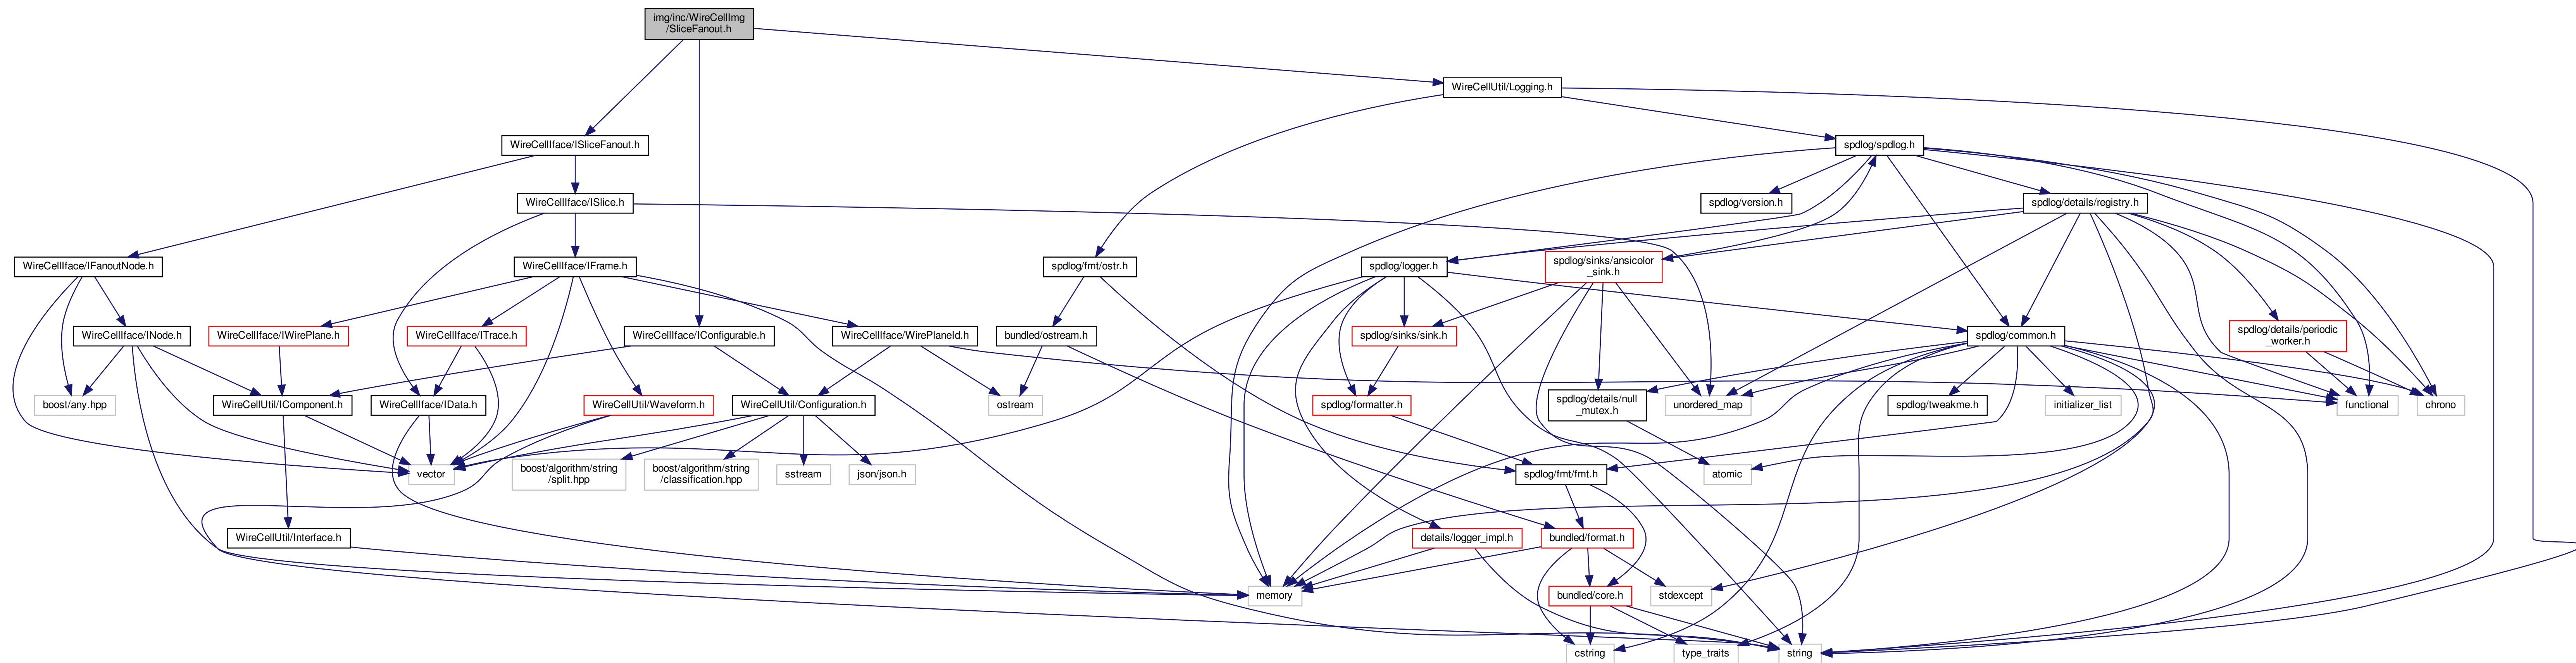 img/inc/WireCellImg
/SliceFanout.h
WireCellUtil/Logging.h
WireCellIface/ISliceFanout.h
spdlog/spdlog.h
WireCellIface/ISlice.h
spdlog/version.h
spdlog/details/registry.h
WireCellIface/IFanoutNode.h
WireCellIface/IFrame.h
spdlog/fmt/ostr.h
spdlog/logger.h
spdlog/sinks/ansicolor
_sink.h
WireCellIface/INode.h
WireCellIface/IWirePlane.h
WireCellIface/ITrace.h
WireCellIface/IConfigurable.h
WireCellIface/WirePlaneId.h
bundled/ostream.h
spdlog/sinks/sink.h
spdlog/common.h
spdlog/details/periodic
_worker.h
boost/any.hpp
WireCellUtil/IComponent.h
WireCellIface/IData.h
WireCellUtil/Waveform.h
WireCellUtil/Configuration.h
ostream
spdlog/formatter.h
spdlog/details/null
_mutex.h
unordered_map
spdlog/tweakme.h
initializer_list
functional
chrono
vector
boost/algorithm/string
/split.hpp
boost/algorithm/string
/classification.hpp
sstream
json/json.h
spdlog/fmt/fmt.h
atomic
WireCellUtil/Interface.h
details/logger_impl.h
bundled/format.h
memory
bundled/core.h
stdexcept
cstring
type_traits
string